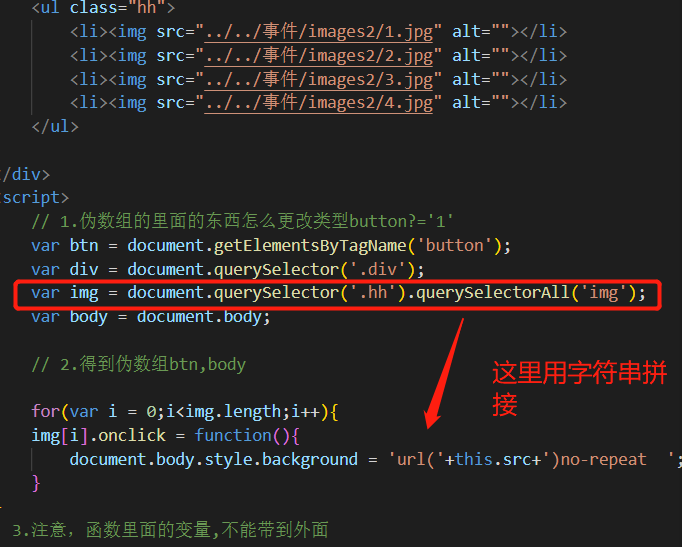 <ul class="hh">
<li><img src="../../事件/images2/1.jpg" alt=""></li>
<li><img src="../../事件/images2/2.jpg" alt=""></li>
<li><img src="../../事件/images2/3.jpg" alt=""></li>
<li><img src="../../事件/images2/4.jpg" alt=""></li>
</ul>
/div>
script>
// 1.伪数组的里面的东西怎么更改类型button?='1'
var btn = document.getElementsByTagName('button');
var div = document.querySelector('.div');
var img = document.querySelector('.hh').querySelectorAll('img');
var body = document.body;
// 2.得到伪数组btn,body
这里用字符串拼
接
for(var i = 0;i<img.length;i++){
img[i].onclick = function(){
document.body.style.background = 'url('+this.src+')no-repeat  ';
}
3.注意，函数里面的变量,不能带到外面